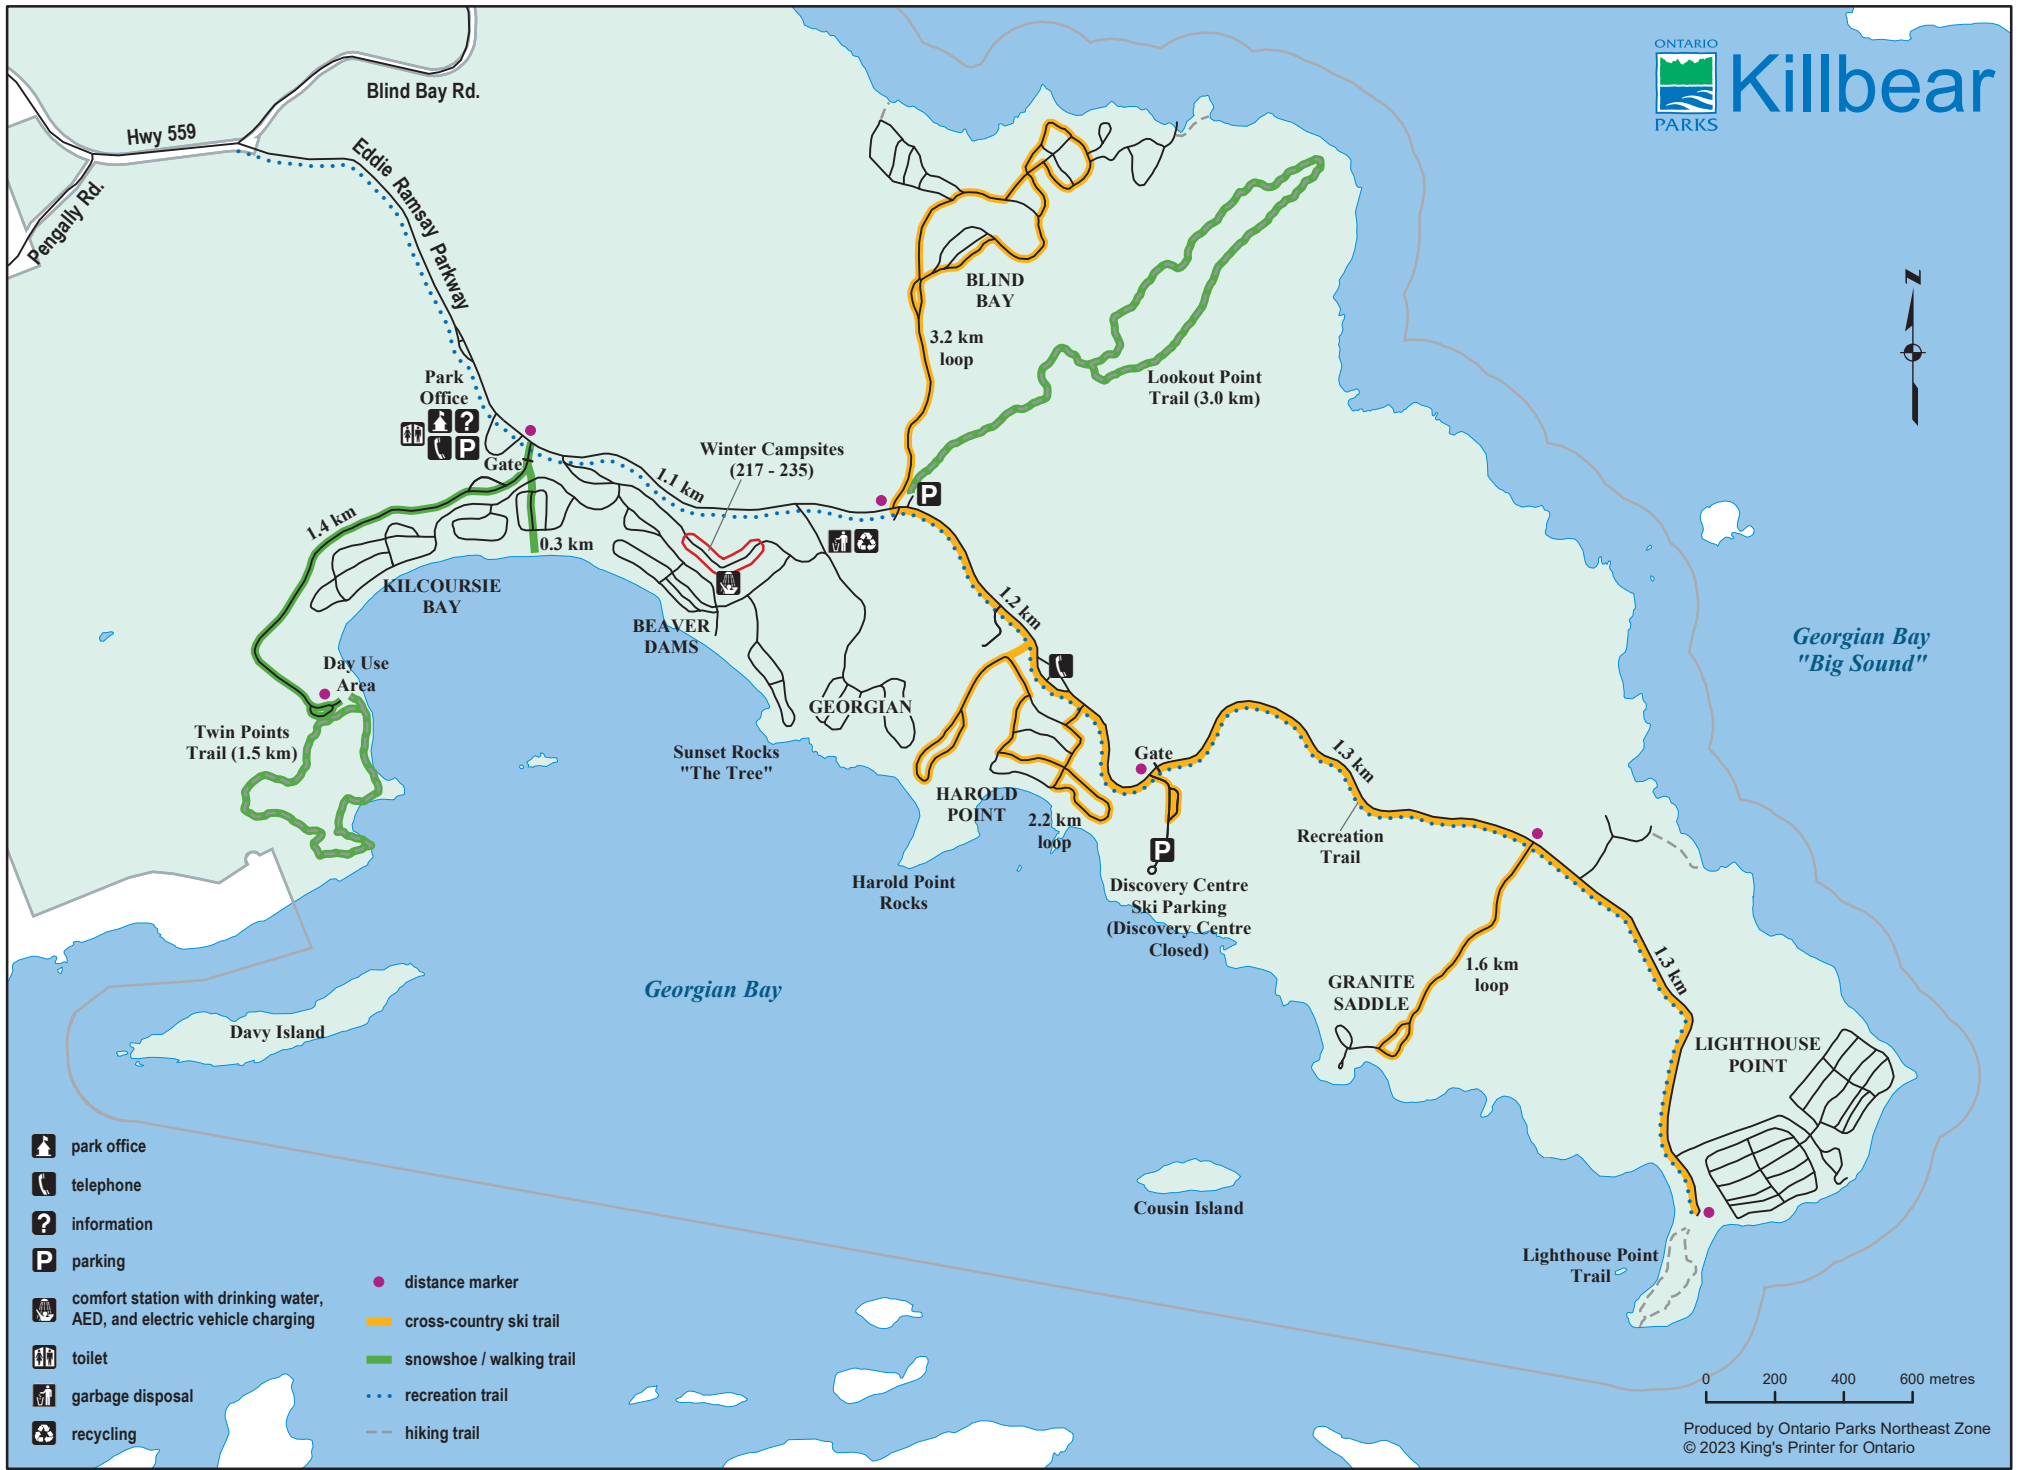 ONTARIO
PARKS
Killbear
Blind Bay Rd.
Hwy 559
Pengally Rd.
Eddie Ramsay Parkway
N
BLIND
BAY
3.2 km
loop
Lookout Point
Trail (3.0 km)
Park
Office
?
P
Gate
Winter Campsites
(217 - 235)
1.1 km
P
1.4 km
0.3 km
KILCOURSIE
BAY
BEAVER
DAMS
1.2 km
Georgian Bay
"Big Sound"
Day Use
Area
Twin Points
Trail (1.5 km)
GEORGIAN
Sunset Rocks
"The Tree"
Gate
1.3 km
HAROLD
POINT
2.2 km
loop
Recreation
Trail
P
Harold Point
Rocks
Discovery Centre
Ski Parking
(Discovery Centre
Closed)
1.6 km
loop
1.3 km
GRANITE
SADDLE
Georgian Bay
Davy Island
LIGHTHOUSE
POINT
Cousin Island
Lighthouse Point
Trail
park office
telephone
? information
P parking
comfort station with drinking water,
AED, and electric vehicle charging
toilet
garbage disposal
recycling
distance marker
cross-country ski trail
snowshoe / walking trail
recreation trail
hiking trail
0 200 400 600 metres
Produced by Ontario Parks Northeast Zone
© 2023 King's Printer for Ontario